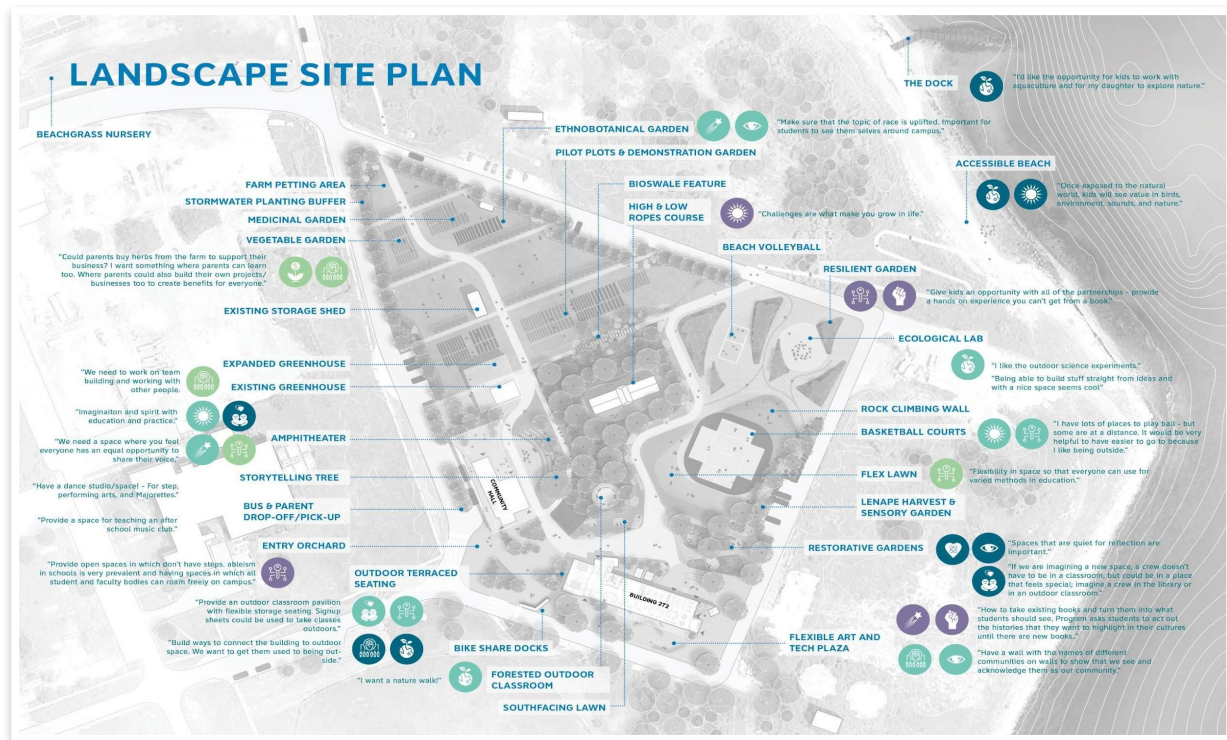 LANDSCAPE SITE PLAN
BEACHGRASS NURSERY
THE DOCK
"I'd like the opportunity for kids to work with
aquaculture and for my daughter to explore nature."
ETHNOBOTANICAL GARDEN
"Make sure that the topic of race is uplifted. Important for
students to see them selves around campus."
PILOT PLOTS & DEMONSTRATION GARDEN
ACCESSIBLE BEACH
"Once exposed to the natural
world, kids will see value in birds,
environment, sounds, and nature."
FARM PETTING AREA
STORMWATER PLANTING BUFFER
MEDICINAL GARDEN
VEGETABLE GARDEN
"Could parents buy herbs from the farm to support their
business? I want something where parents can learn
too. Where parents could also build their own projects/
businesses too to create benefits for everyone."
BIOSWALE FEATURE
HIGH & LOW
ROPES COURSE
"Challenges are what make you grow in life."
BEACH VOLLEYBALL
RESILIENT GARDEN
"Give kids an opportunity with all of the partnerships - provide
a hands on experience you can't get from a book."
EXISTING STORAGE SHED
ECOLOGICAL LAB
"I like the outdoor science experiments."
"Being able to build stuff straight from ideas and
with a nice space seems cool"
EXPANDED GREENHOUSE
EXISTING GREENHOUSE
"We need to work on team
building and working with
other people.
"Imaginaiton and spirit with
education and practice."
AMPHITHEATER
"We need a space where you feel
everyone has an equal opportunity to
share their voice."
ROCK CLIMBING WALL
BASKETBALL COURTS
"I have lots of places to play ball - but
some are at a distance. It would be very
helpful to have easier to go to because
I like being outside."
STORYTELLING TREE
"Have a dance studio/space! - For step,
performing arts, and Majorettes."
FLEX LAWN
"Flexibility in space so that everyone can use for
varied methods in education."
BUS & PARENT
DROP-OFF/PICK-UP
"Provide a space for teaching an after
school music club."
COMMUNITY
HALL
LENAPE HARVEST &
SENSORY GARDEN
ENTRY ORCHARD
"Provide open spaces in which don't have steps. ableism
in schools is very prevalent and having spaces in which all
student and faculty bodies can roam freely on campus."
RESTORATIVE GARDENS
"Spaces that are quiet for reflection are
important."
"If we are imagining a new space, a crew doesn't
have to be in a classroom, but could be in a place
that feels special; imagine a crew in the library or
in an outdoor classroom."
OUTDOOR TERRACED
SEATING
"Provide an outdoor classroom pavilion
with flexible storage seating. Signup
sheets could be used to take classes
outdoors."
BUILDING 2T2
"Build ways to connect the building to outdoor
space. We want to get them used to being out-
side."
BIKE SHARE DOCKS
FLEXIBLE ART AND
TECH PLAZA
"How to take existing books and turn them into what
students should see. Program asks students to act out
the histories that they want to highlight in their cultures
until there are new books."
"Have a wall with the names of different
communities on walls to show that we see and
acknowledge them as our community."
"I want a nature walk!"
FORESTED OUTDOOR
CLASSROOM
SOUTHFACING LAWN